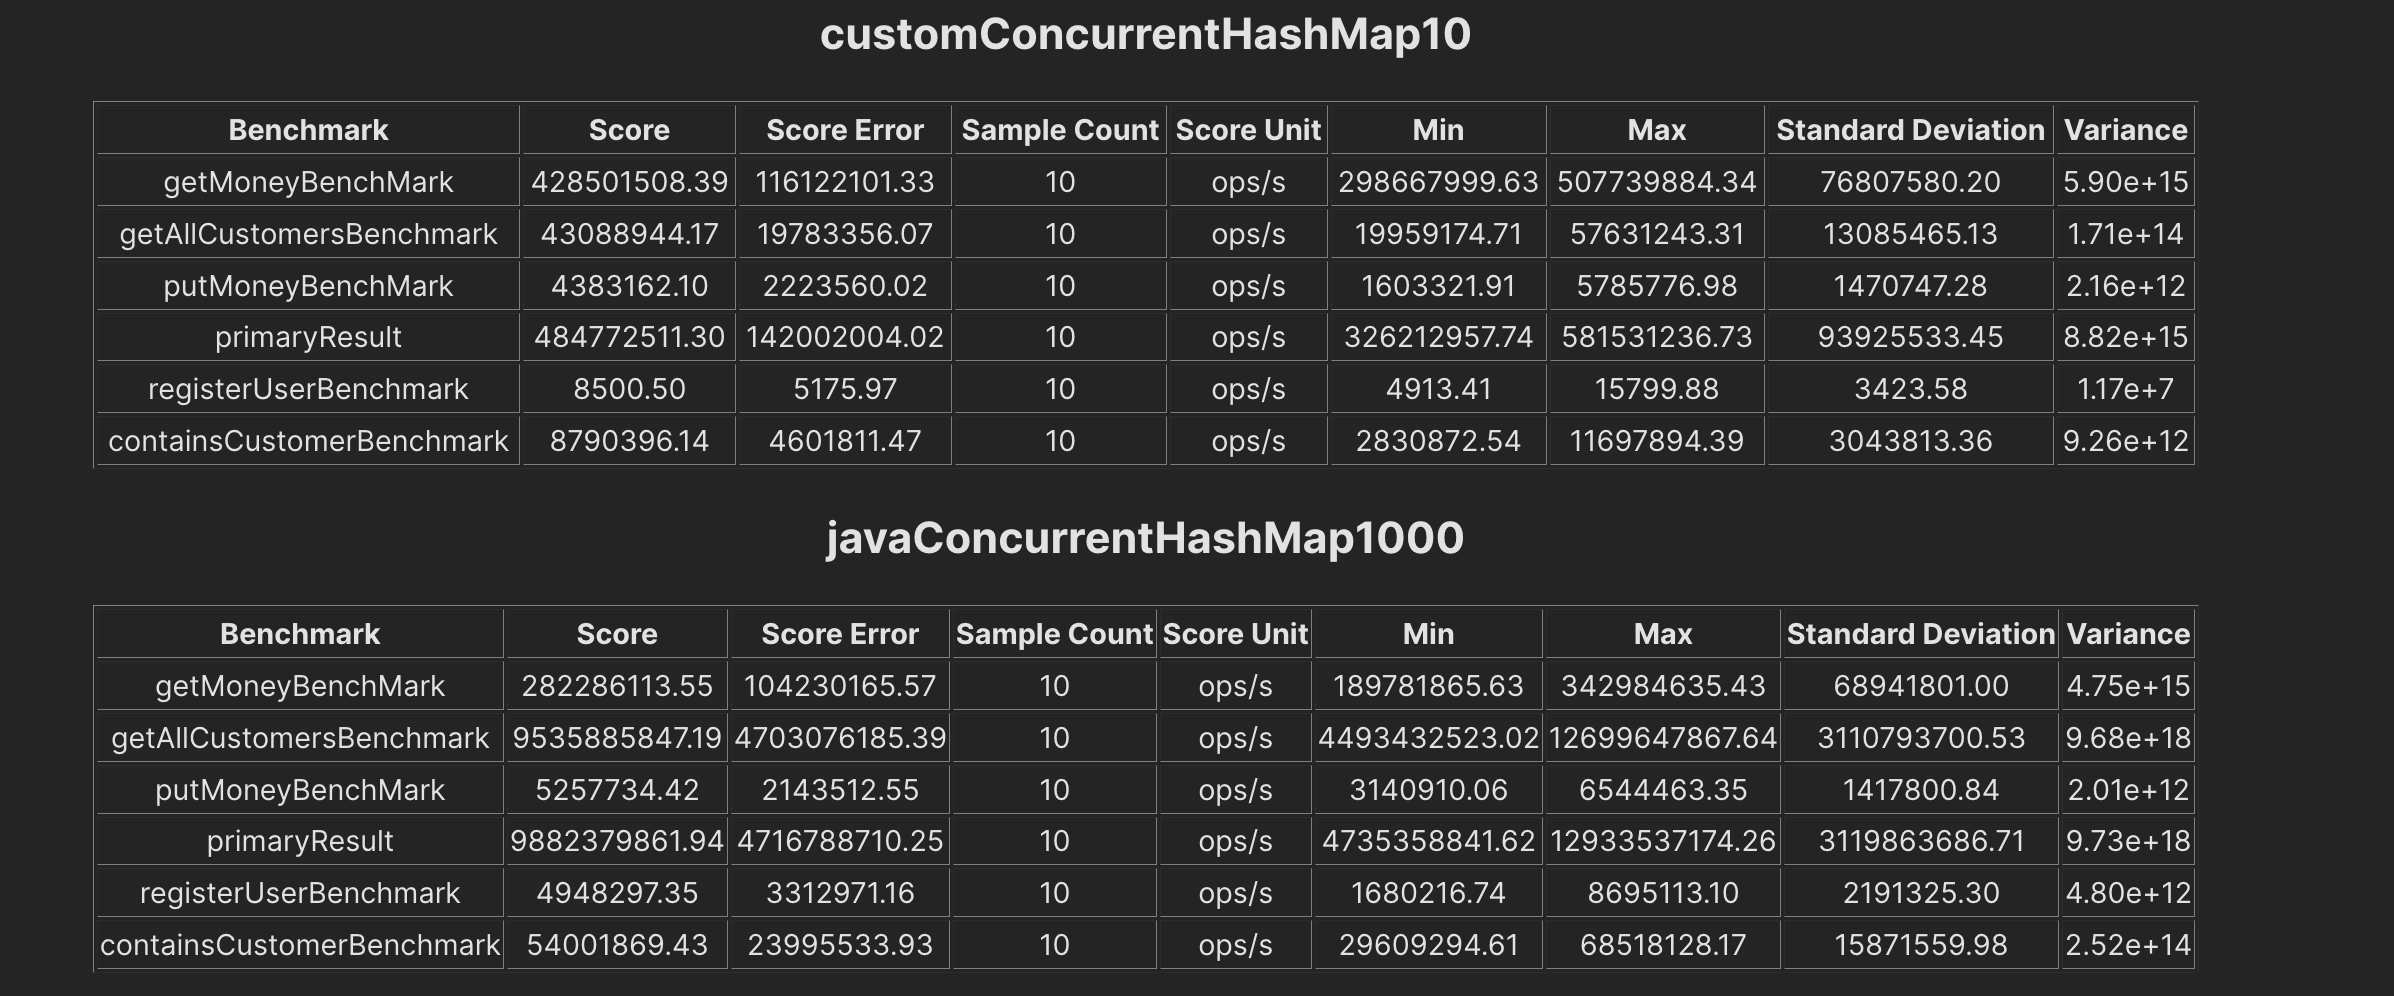 customConcurrentHashMap10
Benchmark Score Score Error Sample Count Score Unit Min Max Standard Deviation Variance
getMoneyBenchMark 428501508.39 116122101.33 10 ops/s 298667999.63 507739884.34 76807580.20 5.90e+15
getAllCustomersBenchmark 43088944.17 19783356.07 10 ops/s 19959174.71 57631243.31 13085465.13 1.71e+14
putMoneyBenchMark 4383162.10 2223560.02 10 ops/s 1603321.91 5785776.98 1470747.28 2.16e+12
primaryResult 484772511.30 142002004.02 10 ops/s 326212957.74 581531236.73 93925533.45 8.82e+15
registerUserBenchmark 8500.50 5175.97 10 ops/s 4913.41 15799.88 3423.58 1.17e+7
containsCustomerBenchmark 8790396.14 4601811.47 10 ops/s 2830872.54 11697894.39 3043813.36 9.26e+12
javaConcurrentHashMap1000
Benchmark Score Score Error Sample Count Score Unit Min Max Standard Deviation Variance
getMoneyBenchMark 282286113.55 104230165.57 10 ops/s 189781865.63 342984635.43 68941801.00 4.75e+15
getAllCustomersBenchmark 9535885847.19 4703076185.39 10 ops/s 4493432523.02 12699647867.64 3110793700.53 9.68e+18
putMoneyBenchMark 5257734.42 2143512.55 10 ops/s 3140910.06 6544463.35 1417800.84 2.01e+12
primaryResult 9882379861.94 4716788710.25 10 ops/s 4735358841.62 12933537174.26 3119863686.71 9.73e+18
registerUserBenchmark 4948297.35 3312971.16 10 ops/s 1680216.74 8695113.10 2191325.30 4.80e+12
containsCustomerBenchmark 54001869.43 23995533.93 10 ops/s 29609294.61 68518128.17 15871559.98 2.52e+14